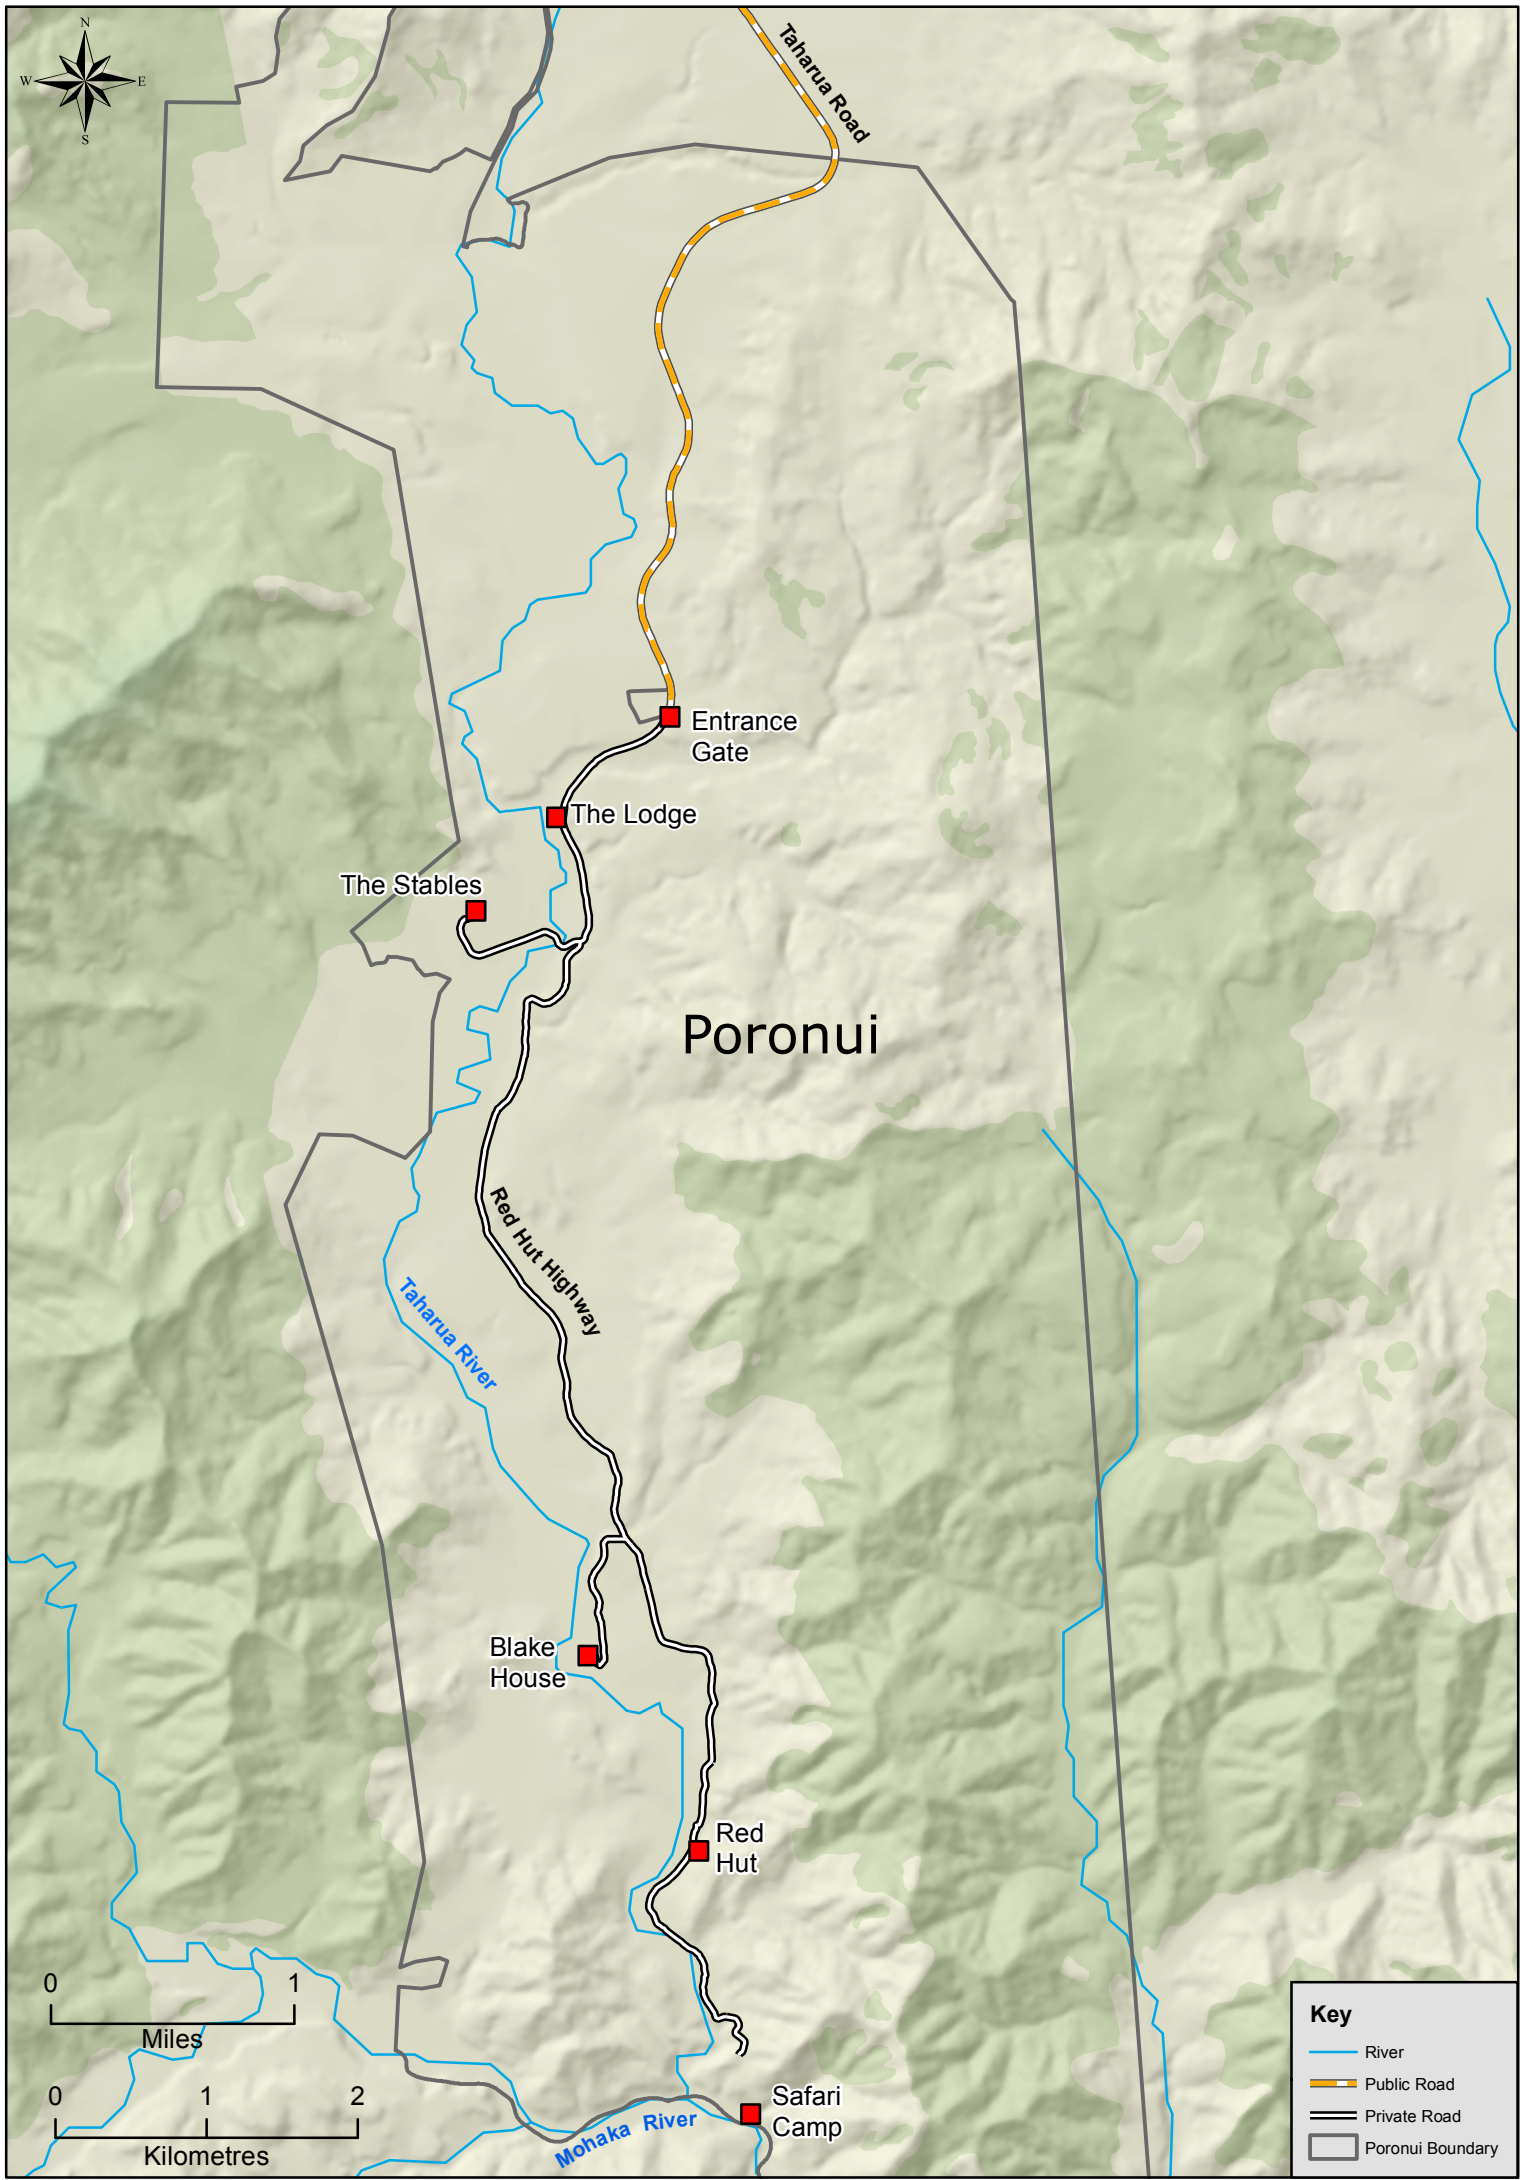 N
W E
S
Taharua Road
Entrance
Gate
The Lodge
The Stables
Poronui
Red Hut Highway
Taharua River
Blake
House
Red
Hut
Safari
Camp
Mohaka River
0 1
Miles
0 1 2
Kilometres
Key
River
Public Road
Private Road
Poronui Boundary